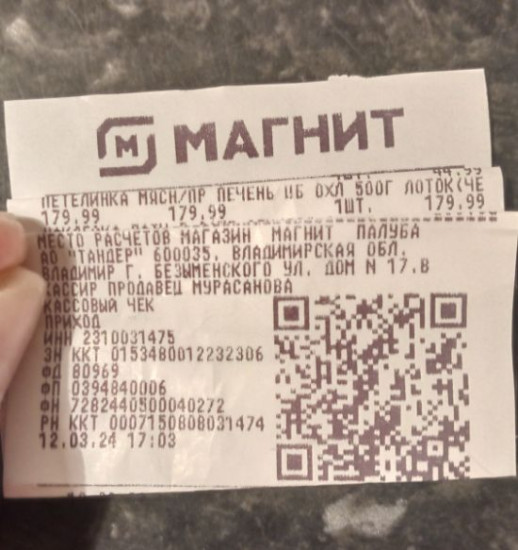 М МАГНИТ
44.99
ПЕТЕЛИНКА МЯСН/ПР ПЕЧЕНЬ ЦБ ОХЛ 500Г ЛОТОК(ЧЕ
179.99 179.99 1ШТ. 179.99
МЕСТО РАСЧЕТОВ МАГАЗИН МАГНИТ ПАЛУБА
АО "ТАНДЕР" 600035, ВЛАДИМИРСКАЯ ОБЛ,
ВЛАДИМИР Г, БЕЗЫМЕНСКОГО УЛ, ДОМ N 17,В
КАССИР ПРОДАВЕЦ МУРАСАНОВА
КАССОВЫЙ ЧЕК
ПРИХОД
ИНН 2310031475
ЗН ККТ 0153480012232306
ФД 80969
ФП 0394840006
ФН 7282440500040272
РН ККТ 0007150808031474
12.03.24 17:03